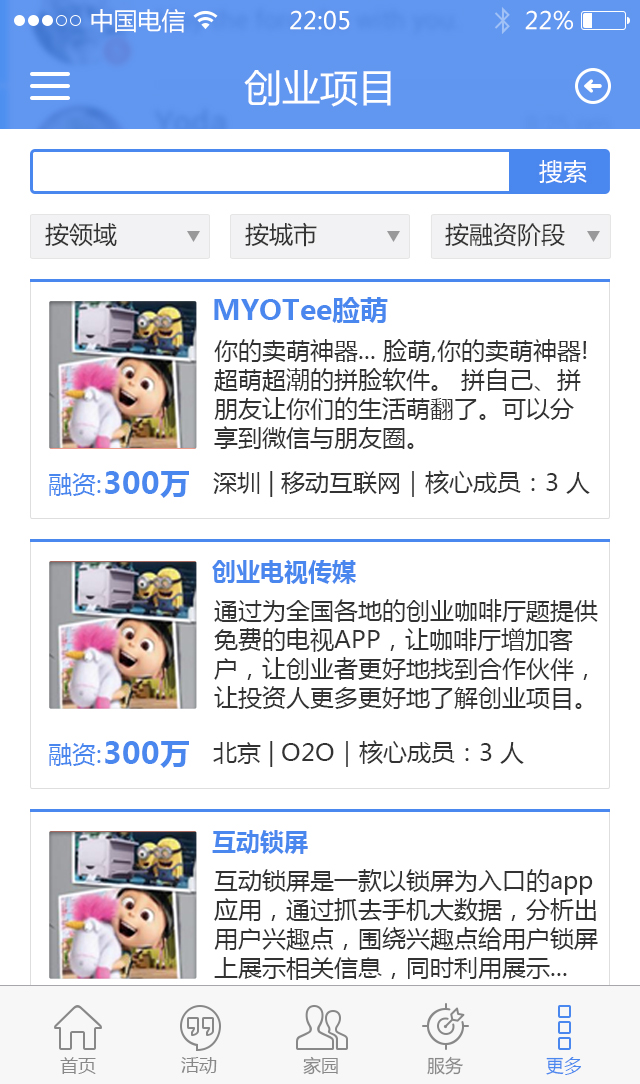 中国电信 22:05 22%
创业项目
搜索
按领域 按城市 按融资阶段
MYOTee脸萌
你的卖萌神器... 脸萌,你的卖萌神器!
超萌超潮的拼脸软件。 拼自己、拼
朋友让你们的生活萌翻了。可以分
享到微信与朋友圈。
融资:300万 深圳 | 移动互联网｜核心成员：3 人
创业电视传媒
通过为全国各地的创业咖啡厅题提供
免费的电视APP，让咖啡厅增加客
户，让创业者更好地找到合作伙伴，
让投资人更多更好地了解创业项目。
融资:300万 北京 | O2O｜核心成员：3 人
互动锁屏
互动锁屏是一款以锁屏为入口的app
应用，通过抓去手机大数据，分析出
用户兴趣点，围绕兴趣点给用户锁屏
上展示相关信息，同时利用展示...
首页 活动 家园 服务 更多